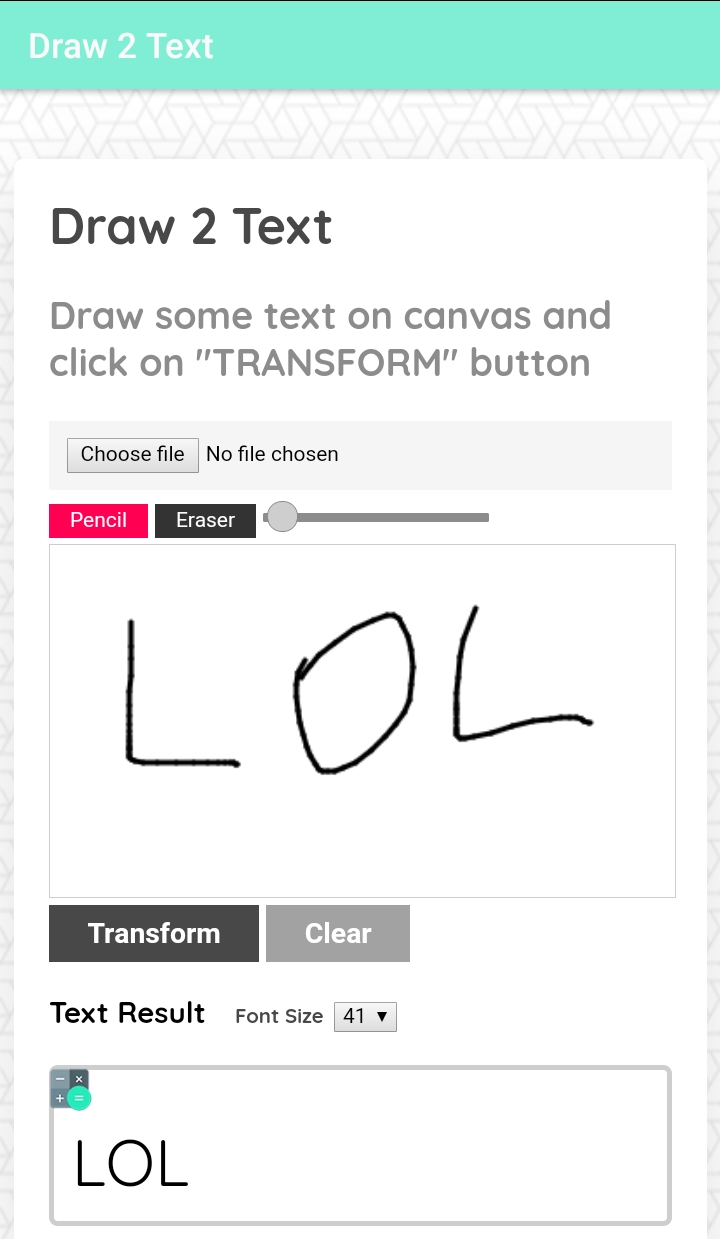 Draw 2 Text
Draw 2 Text
Draw some text on canvas and
click on "TRANSFORM" button
Choose file No file chosen
Pencil Eraser
LOL
Transform Clear
Text Result Font Size 41 ▼
− ×
+ =
LOL